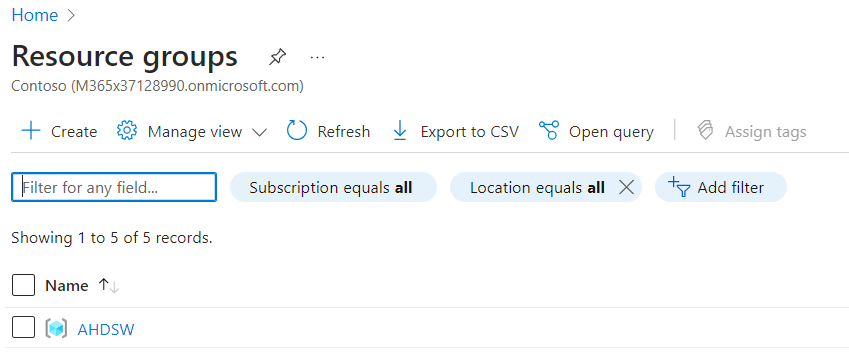 Home
Resource groups
Contoso (M365x37128990.onmicrosoft.com)
Create Manage view Refresh Export to CSV Open query Assign tags
Filter for any field... Subscription equals all Location equals all Add filter
Showing 1 to 5 of 5 records.
Name
AHDSW